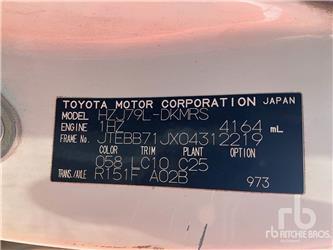 TOYOTA MOTOR CORPORATION JAPAN
MODEL HZJ79L-DKMRS
ENGINE 1HZ 4164 mL
FRAME No. JTEBB71JX04312219
COLOR TRIM PLANT OPTION
058 LC10 C25
TRANS./AXLE R151F A02B 973
rb
RITCHIE BROS.